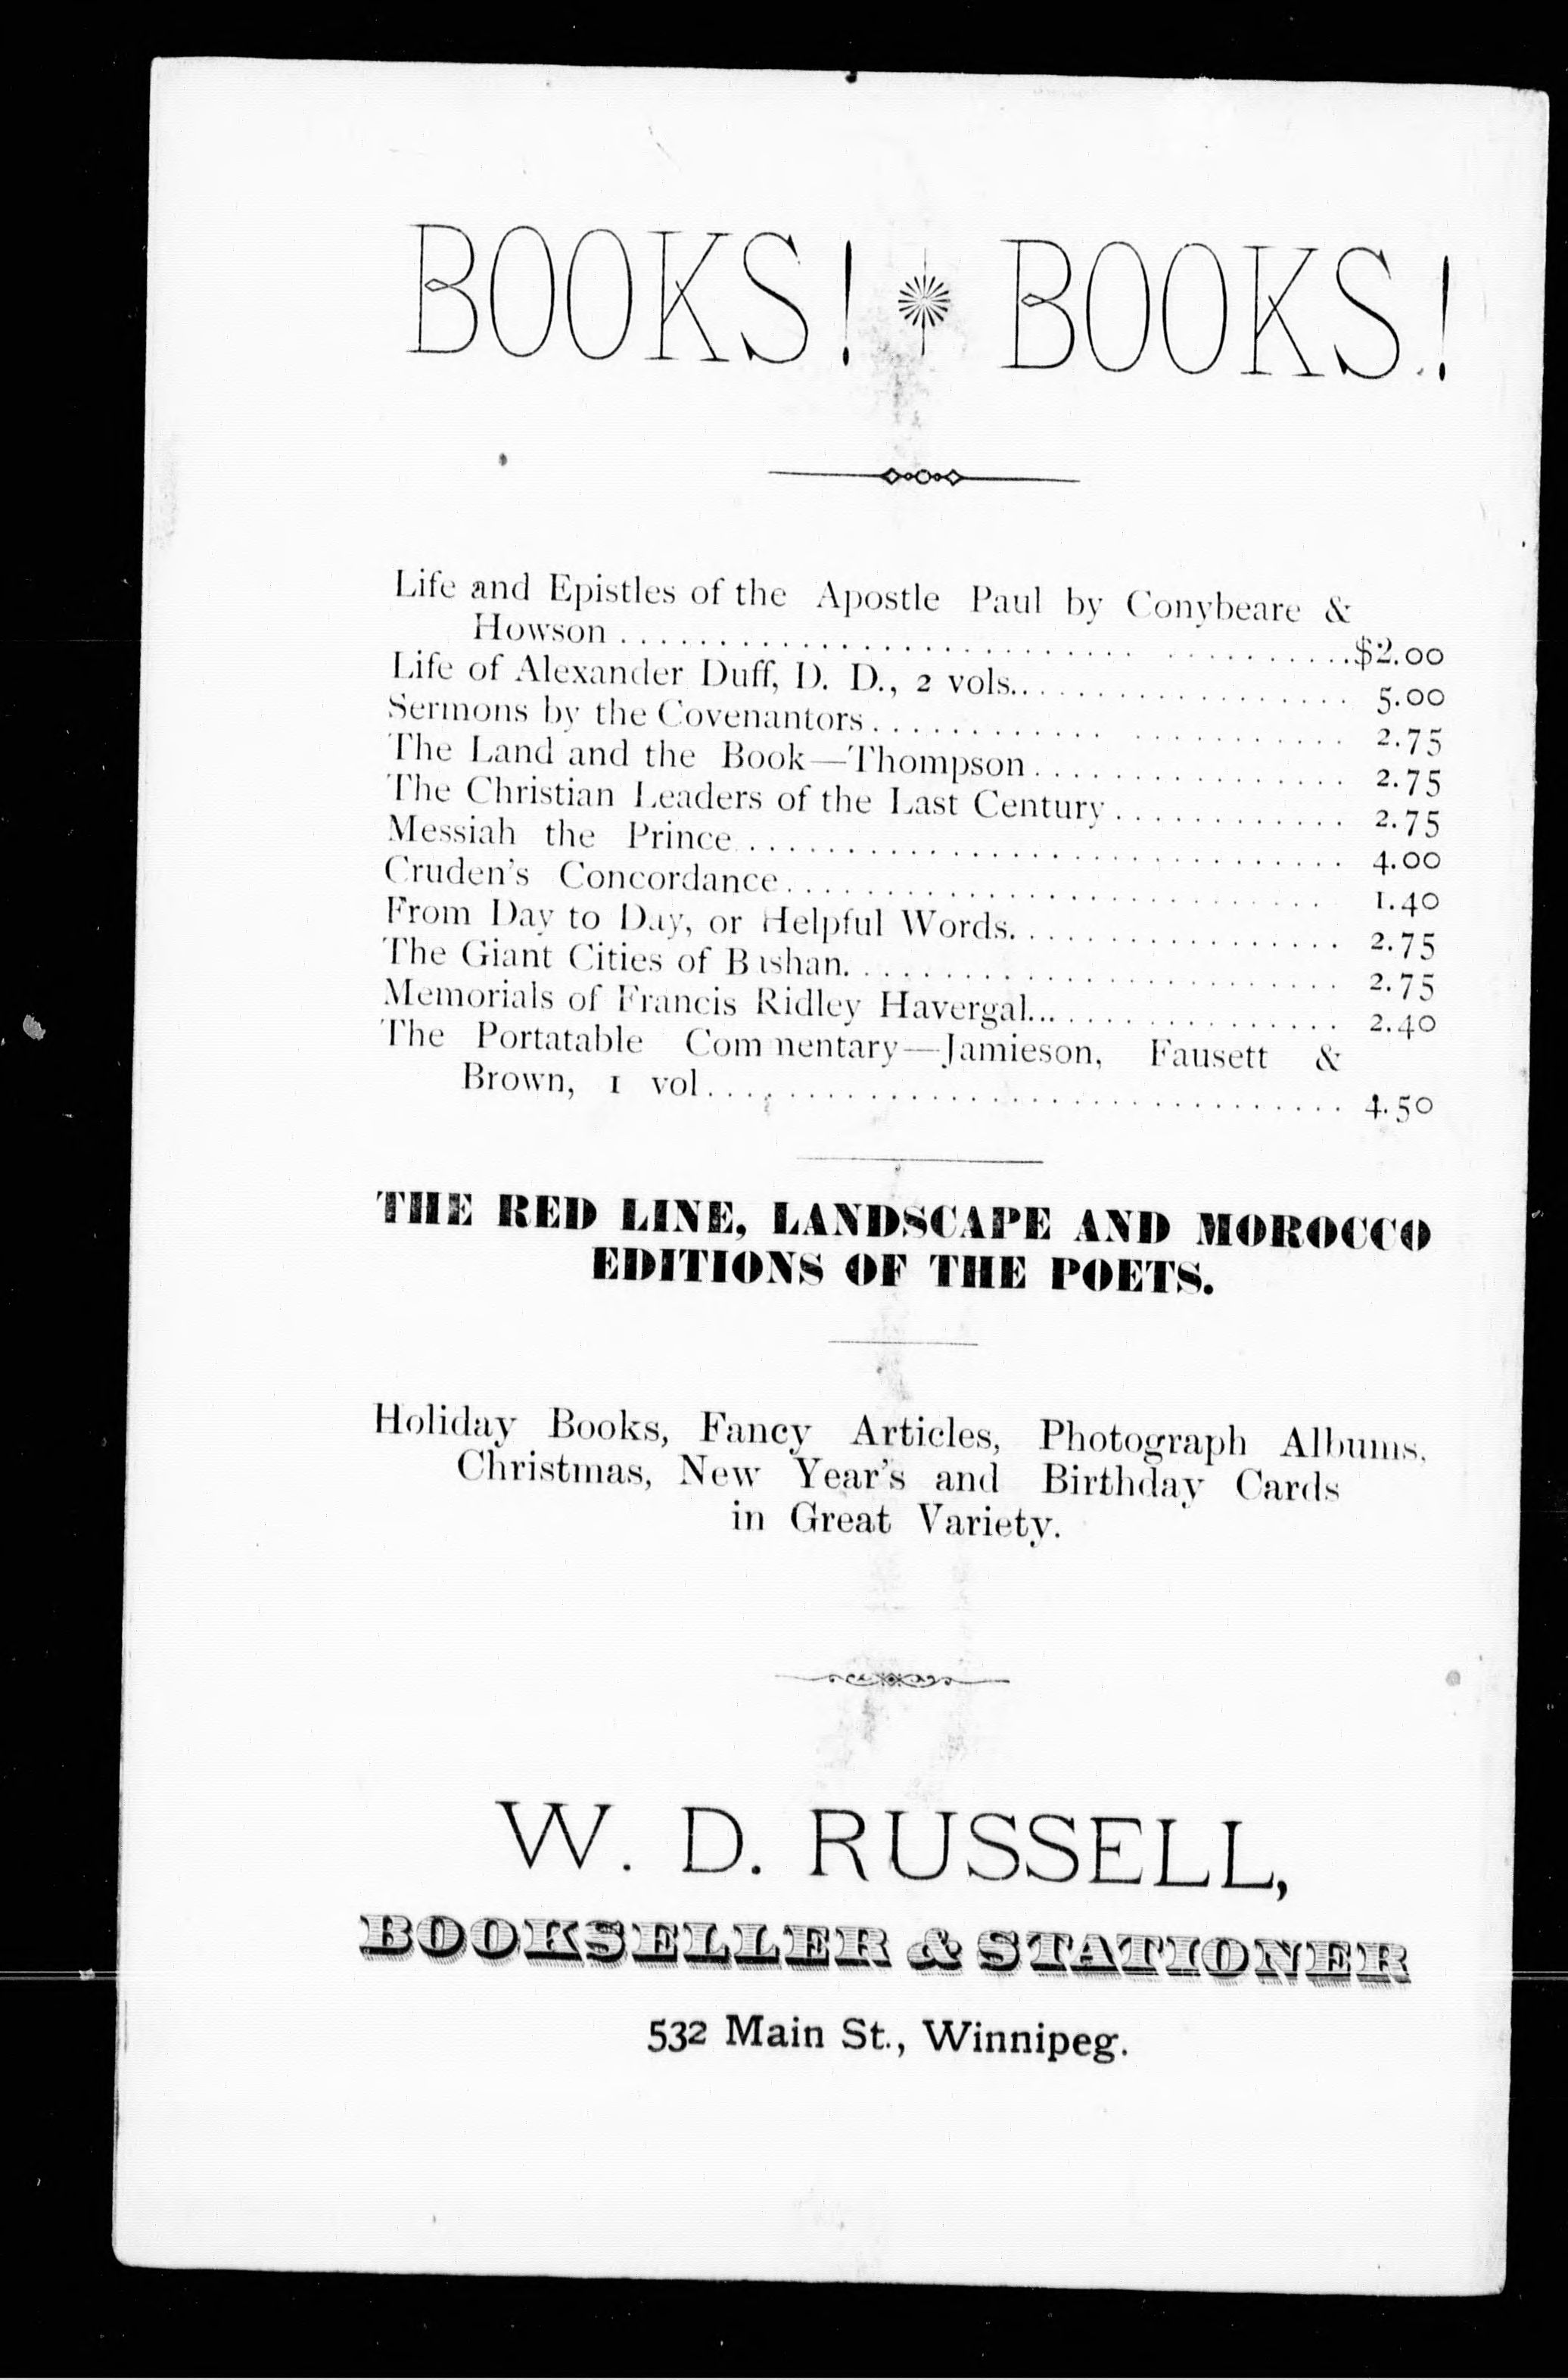 BOOKS! BOOKS!
Life and Epistles of the Apostle Paul by Conybeare &
Howson .................................................. $2.00
Life of Alexander Duff, D. D., 2 vols.................... 5.00
Sermons by the Covenantors............................ 2.75
The Land and the Book—Thompson................ 2.75
The Christian Leaders of the Last Century............ 2.75
Messiah the Prince................................ 4.00
Cruden's Concordance............................ 1.40
From Day to Day, or Helpful Words.................. 2.75
The Giant Cities of Bashan.......................... 2.75
Memorials of Francis Ridley Havergal.................. 2.40
The Portatable Commentary—Jamieson, Fausett &
Brown, 1 vol.................................. 4.50
THE RED LINE, LANDSCAPE AND MOROCCO
EDITIONS OF THE POETS.
Holiday Books, Fancy Articles, Photograph Albums,
Christmas, New Year's and Birthday Cards
in Great Variety.
W. D. RUSSELL,
BOOKSELLER & STATIONER
532 Main St., Winnipeg.